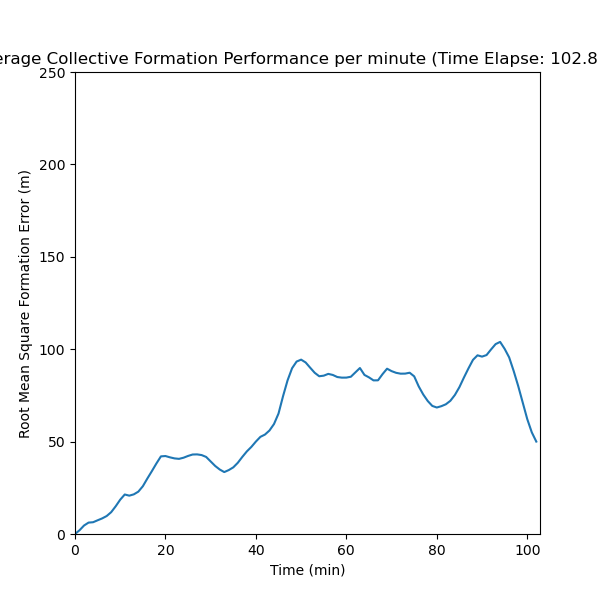 erage Collective Formation Performance per minute (Time Elapse: 102.8
250
200
150
100
50
0
Root Mean Square Formation Error (m)
0 20 40 60 80 100
Time (min)